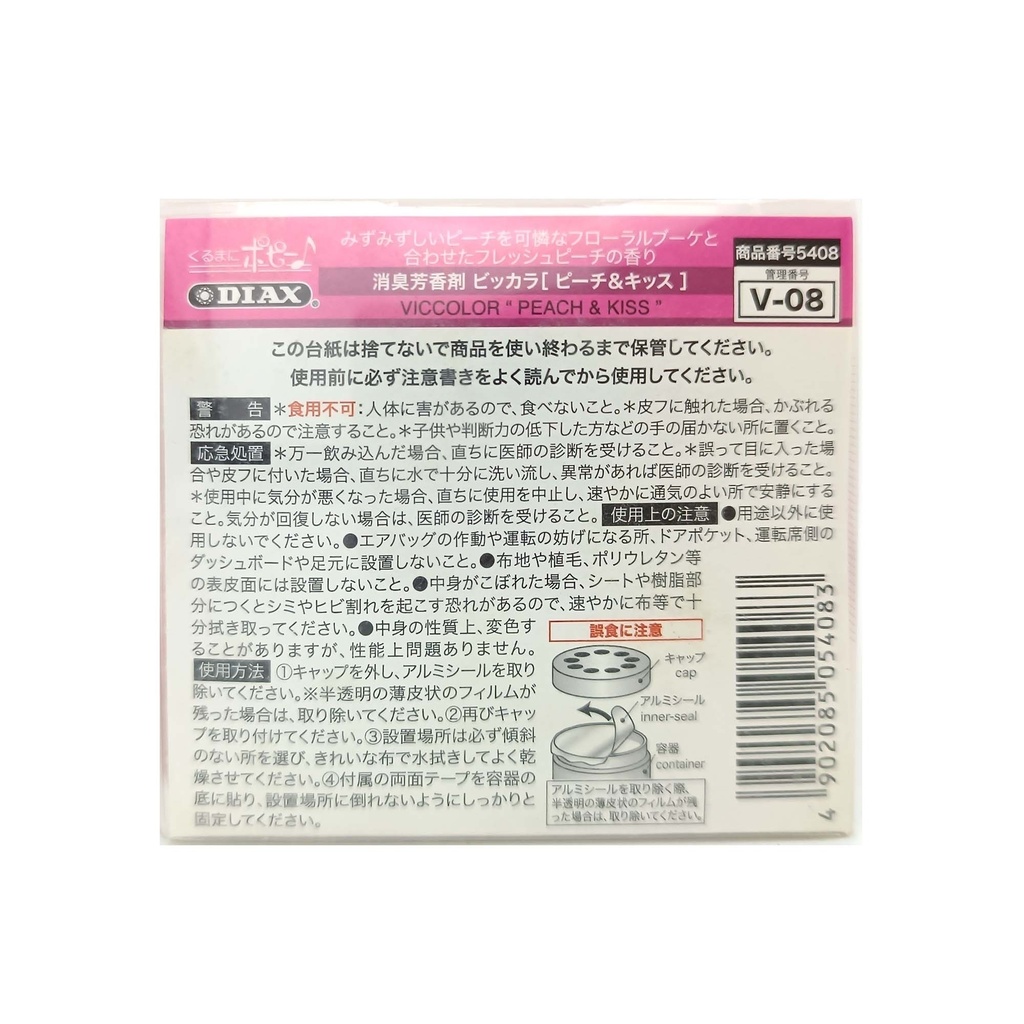 くるまにポピー♪
DIAX®
みずみずしいピーチを可憐なフローラルブーケと
合わせたフレッシュピーチの香り
消臭芳香剤 ビッカラ[ ピーチ&キッス ]
VICCOLOR “ PEACH & KISS ”
商品番号5408
管理番号
V-08
この台紙は捨てないで商品を使い終わるまで保管してください。
使用前に必ず注意書きをよく読んでから使用してください。
警告 ＊食用不可：人体に害があるので、食べないこと。＊皮フに触れた場合、かぶれる
恐れがあるので注意すること。＊子供や判断力の低下した方などの手の届かない所に置くこと。
応急処置 ＊万一飲み込んだ場合、直ちに医師の診断を受けること。＊誤って目に入った場
合や皮フに付いた場合、直ちに水で十分に洗い流し、異常があれば医師の診断を受けること。
＊使用中に気分が悪くなった場合、直ちに使用を中止し、速やかに通気のよい所で安静にする
こと。気分が回復しない場合は、医師の診断を受けること。 使用上の注意 ●用途以外に使
用しないでください。●エアバッグの作動や運転の妨げになる所、ドアポケット、運転席側の
ダッシュボードや足元に設置しないこと。●布地や植毛、ポリウレタン等
の表皮面には設置しないこと。●中身がこぼれた場合、シートや樹脂部
分につくとシミやヒビ割れを起こす恐れがあるので、速やかに布等で十
分拭き取ってください。●中身の性質上、変色す
ることがありますが、性能上問題ありません。
使用方法 ①キャップを外し、アルミシールを取り
除いてください。※半透明の薄皮状のフィルムが
残った場合は、取り除いてください。②再びキャッ
プを取り付けてください。③設置場所は必ず傾斜
のない所を選び、きれいな布で水拭きしてよく乾
燥させてください。④付属の両面テープを容器の
底に貼り、設置場所に倒れないようにしっかりと
固定してください。
誤食に注意
キャップ
cap
アルミシール
inner-seal
容器
container
アルミシールを取り除く際、
半透明の薄皮状のフィルムが残
った場合は、取り除いてください。
4 902085 054083